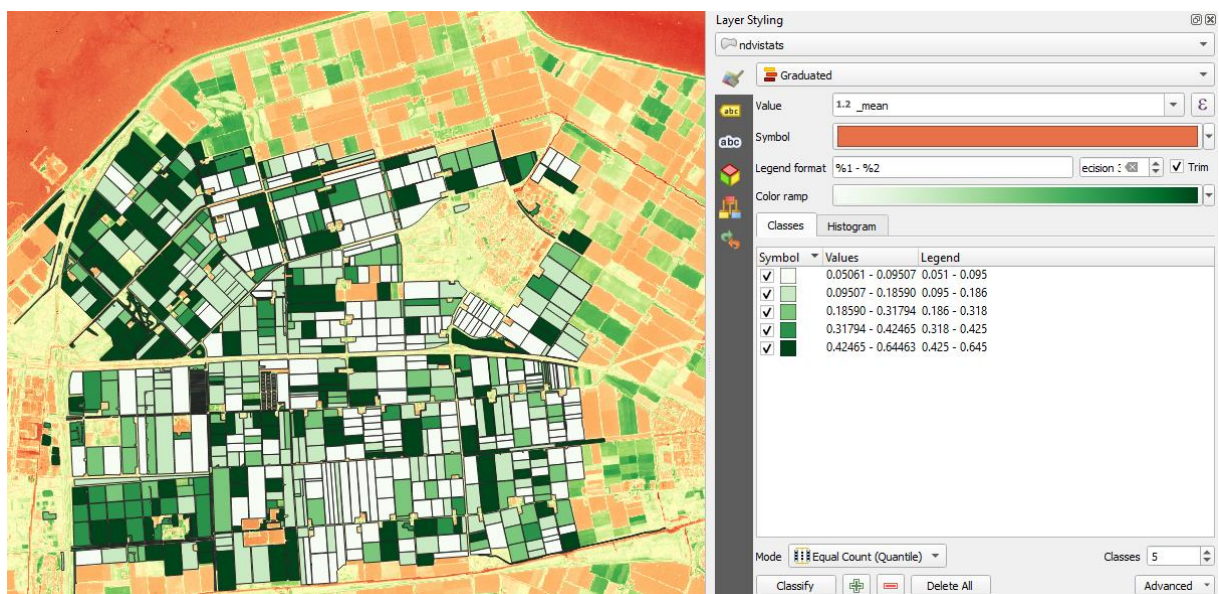 Layer Styling
ndvistats
Graduated
Value 1.2 _mean ε
Symbol
Legend format %1 - %2 ecision : Trim
Color ramp
Classes Histogram
Symbol Values Legend
0.05061 - 0.09507 0.051 - 0.095
0.09507 - 0.18590 0.095 - 0.186
0.18590 - 0.31794 0.186 - 0.318
0.31794 - 0.42465 0.318 - 0.425
0.42465 - 0.64463 0.425 - 0.645
Mode Equal Count (Quantile) Classes 5
Classify Delete All Advanced
abc
abc